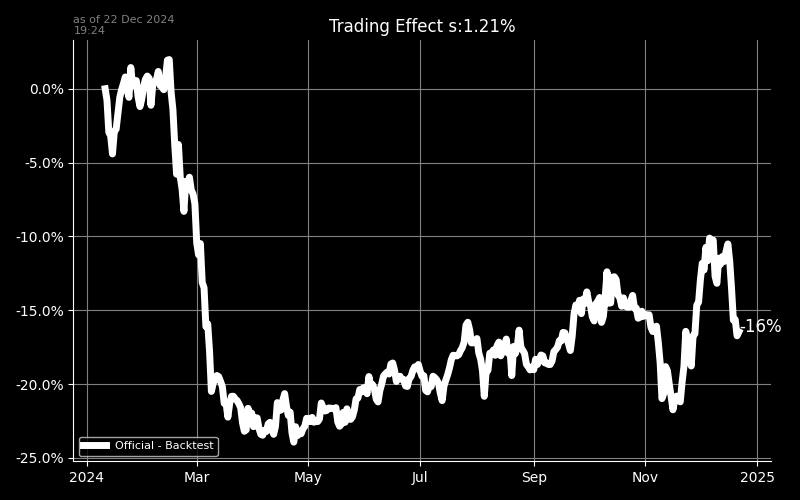 as of 22 Dec 2024
19:24
Trading Effect s:1.21%
0.0%
-5.0%
-10.0%
-15.0%
-20.0%
-25.0%
-16%
Official - Backtest
2024 Mar May Jul Sep Nov 2025